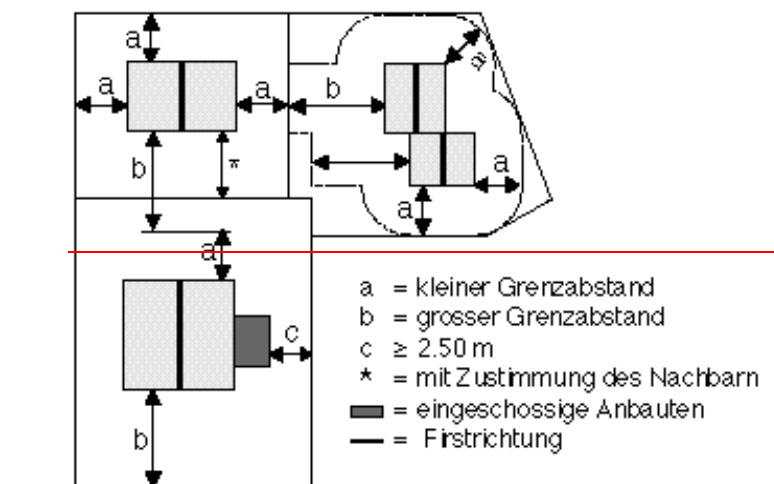 a
a
a
b
a
b
*
a
a
a
c
b
a = kleiner Grenzabstand
b = grosser Grenzabstand
c ≥ 2.50 m
* = mit Zustimmung des Nachbarn
= eingeschossige Anbauten
= Firstrichtung